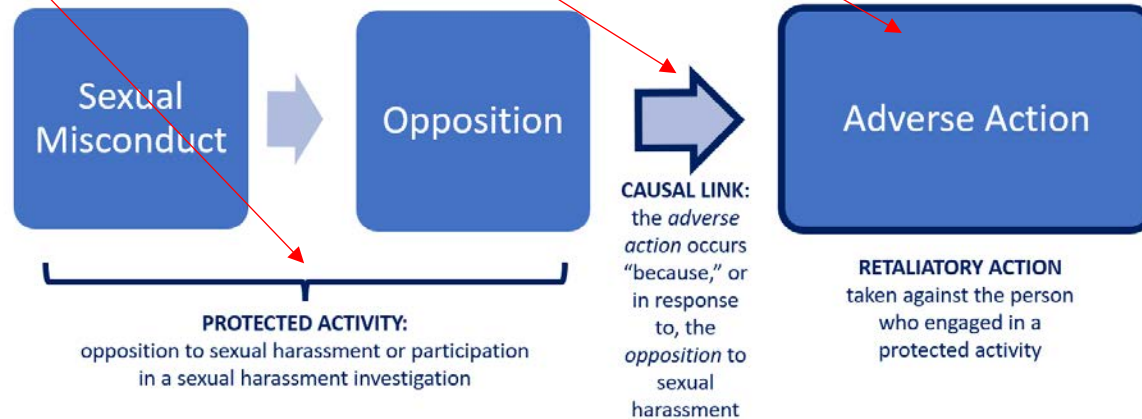 Sexual
Misconduct
Opposition
Adverse Action
CAUSAL LINK:
the adverse
action occurs
“because,” or
in response
to, the
opposition to
sexual
harassment
RETALIATORY ACTION
taken against the person
who engaged in a
protected activity
PROTECTED ACTIVITY:
opposition to sexual harassment or participation
in a sexual harassment investigation